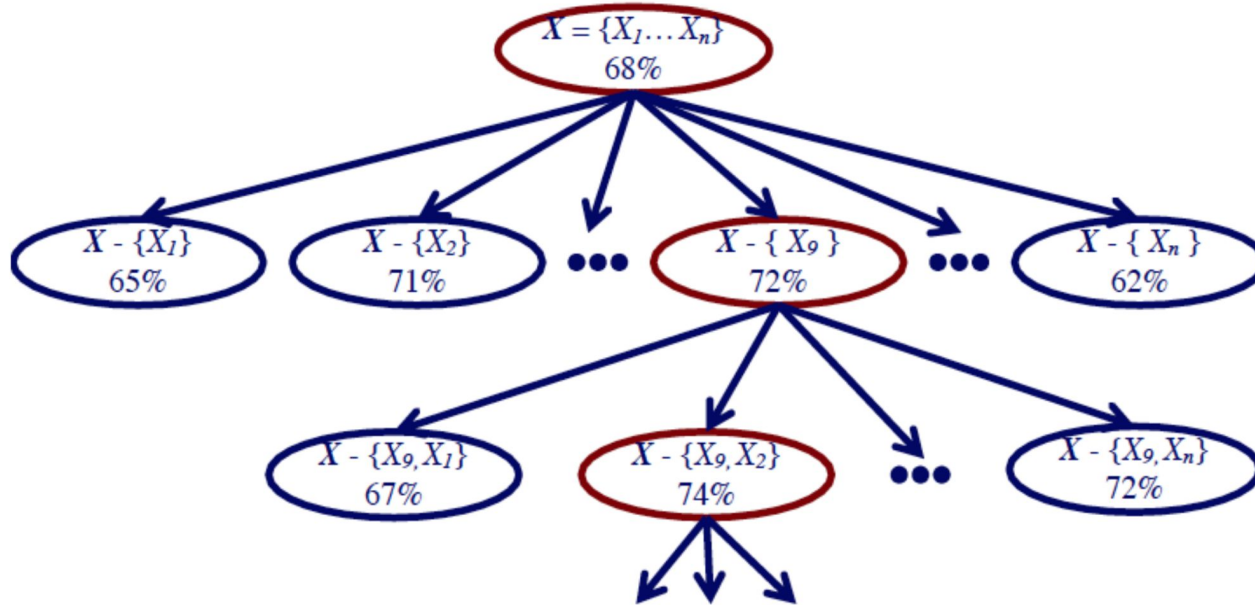 X = {X1…Xn}
68%
X - {X1}
65%
X - {X2}
71%
X - { X9 }
72%
X - { Xn }
62%
X - {X9, X1}
67%
X - {X9, X2}
74%
X - {X9, Xn}
72%